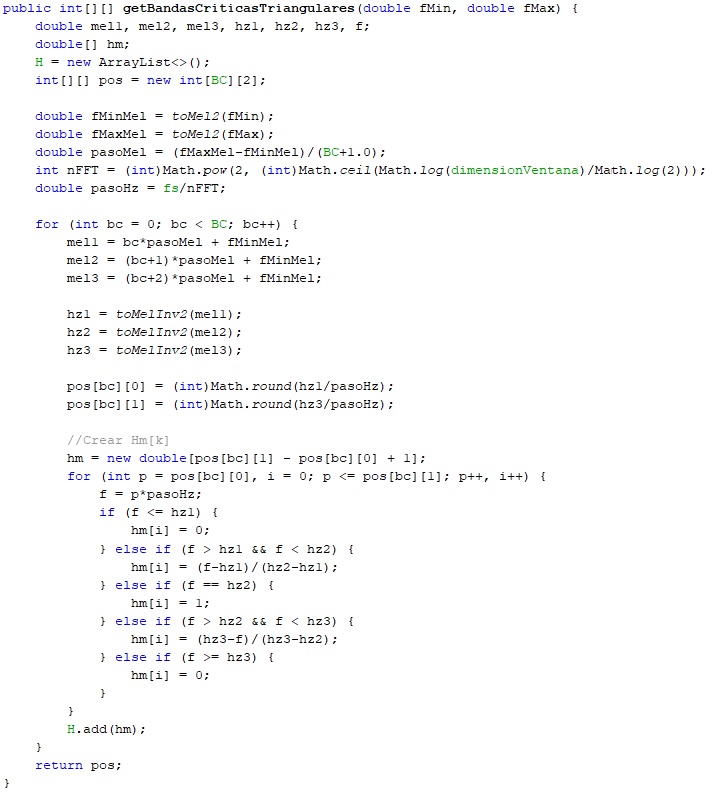 public int[][] getBandasCriticasTriangulares(double fMin, double fMax) {
    double mel1, mel2, mel3, hz1, hz2, hz3, f;
    double[] hm;
    H = new ArrayList<>();
    int[][] pos = new int[BC][2];

    double fMinMel = toMel2(fMin);
    double fMaxMel = toMel2(fMax);
    double pasoMel = (fMaxMel-fMinMel)/(BC+1.0);
    int nFFT = (int)Math.pow(2, (int)Math.ceil(Math.log(dimensionVentana)/Math.log(2)));
    double pasoHz = fs/nFFT;

    for (int bc = 0; bc < BC; bc++) {
        mel1 = bc*pasoMel + fMinMel;
        mel2 = (bc+1)*pasoMel + fMinMel;
        mel3 = (bc+2)*pasoMel + fMinMel;

        hz1 = toMelInv2(mel1);
        hz2 = toMelInv2(mel2);
        hz3 = toMelInv2(mel3);

        pos[bc][0] = (int)Math.round(hz1/pasoHz);
        pos[bc][1] = (int)Math.round(hz3/pasoHz);

        //Crear Hm[k]
        hm = new double[pos[bc][1] - pos[bc][0] + 1];
        for (int p = pos[bc][0], i = 0; p <= pos[bc][1]; p++, i++) {
            f = p*pasoHz;
            if (f <= hz1) {
                hm[i] = 0;
            } else if (f > hz1 && f < hz2) {
                hm[i] = (f-hz1)/(hz2-hz1);
            } else if (f == hz2) {
                hm[i] = 1;
            } else if (f > hz2 && f < hz3) {
                hm[i] = (hz3-f)/(hz3-hz2);
            } else if (f >= hz3) {
                hm[i] = 0;
            }
        }
        H.add(hm);
    }
    return pos;
}